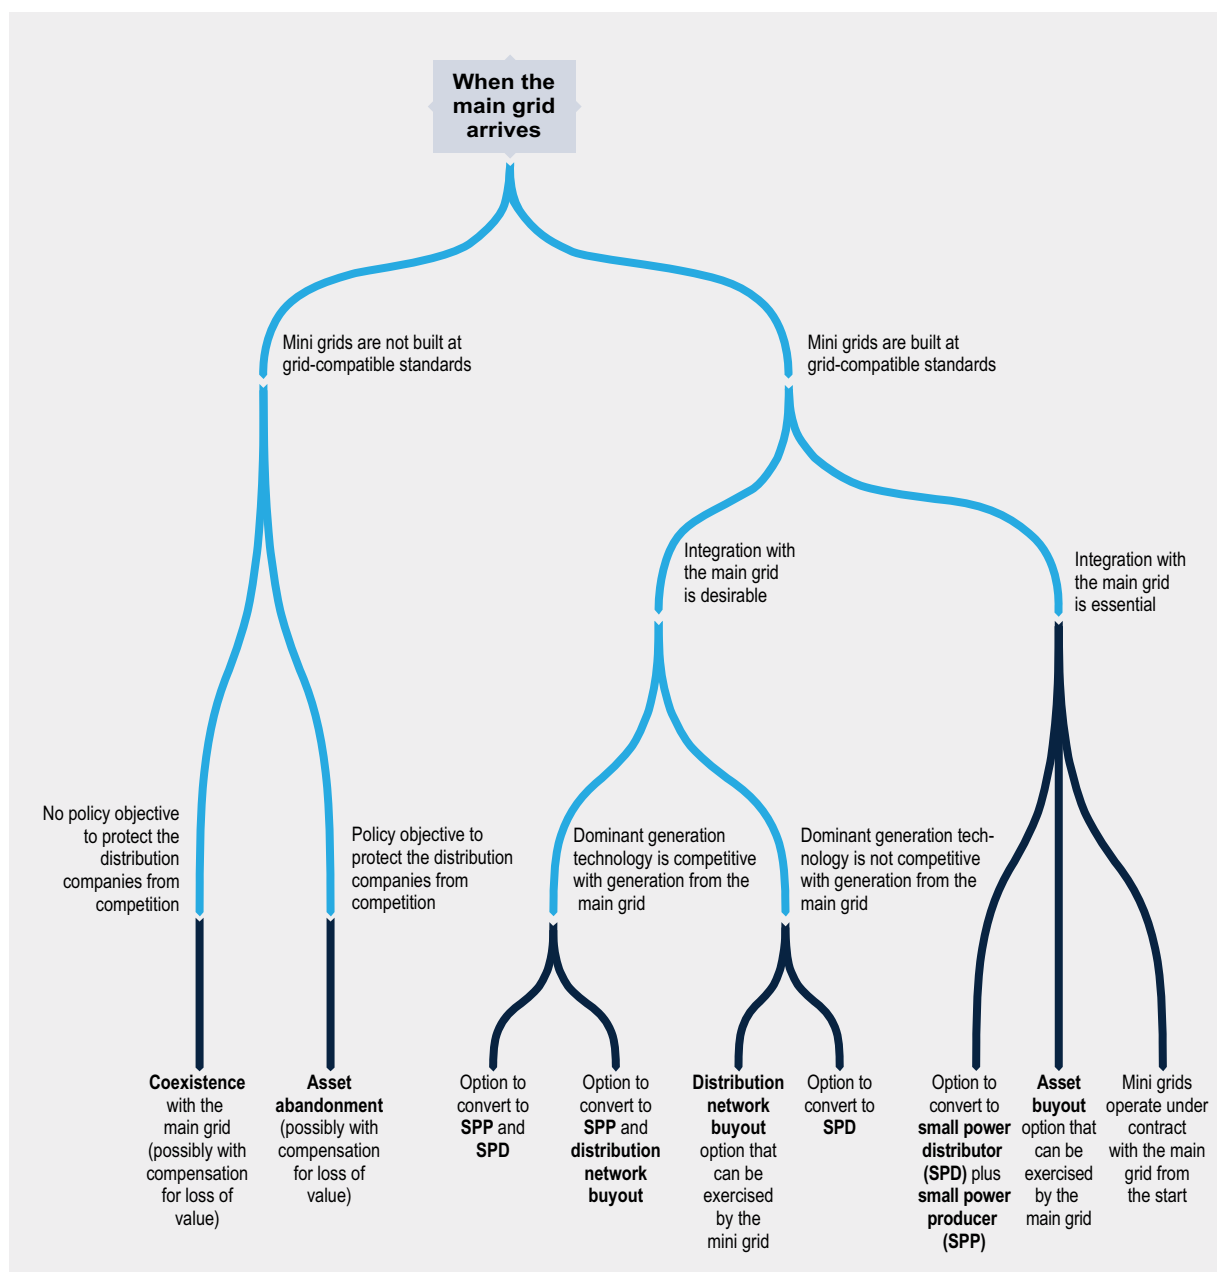 When the
main grid
arrives
Mini grids are not built at
grid-compatible standards
Mini grids are built at
grid-compatible standards
Integration with
the main grid
is desirable
Integration with
the main grid
is essential
No policy objective
to protect the
distribution
companies from
competition
Policy objective to
protect the distribution
companies from
competition
Dominant generation
technology is competitive
with generation from the
main grid
Dominant generation tech-
nology is not competitive
with generation from the
main grid
Coexistence
with the
main grid
(possibly with
compensation
for loss of
value)
Asset
abandonment
(possibly with
compensation
for loss of
value)
Option to
convert to
SPP and
SPD
Option to
convert to
SPP and
distribution
network
buyout
Distribution
network
buyout
option that
can be
exercised
by the
mini grid
Option to
convert to
SPD
Option to
convert to
small power
distributor
(SPD) plus
small power
producer
(SPP)
Asset
buyout
option that
can be
exercised
by the
main grid
Mini grids
operate under
contract
with the main
grid from
the start